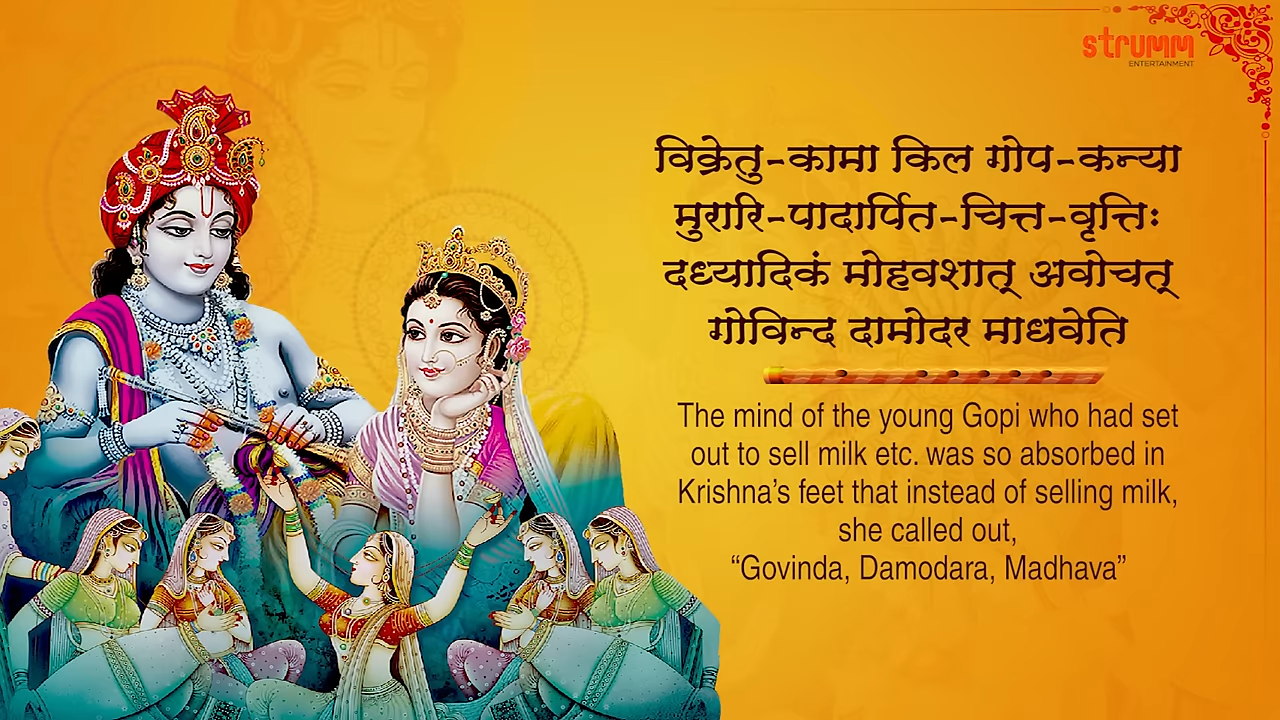 strumm
ENTERTAINMENT
विक्रेतु-कामा किल गोप-कन्या
मुरारि-पादार्पित-चित्त-वृत्तिः
दध्यादिकं मोहवशात् अवोचत्
गोविन्द दामोदर माधवेति
The mind of the young Gopi who had set
out to sell milk etc. was so absorbed in
Krishna’s feet that instead of selling milk,
she called out,
“Govinda, Damodara, Madhava”